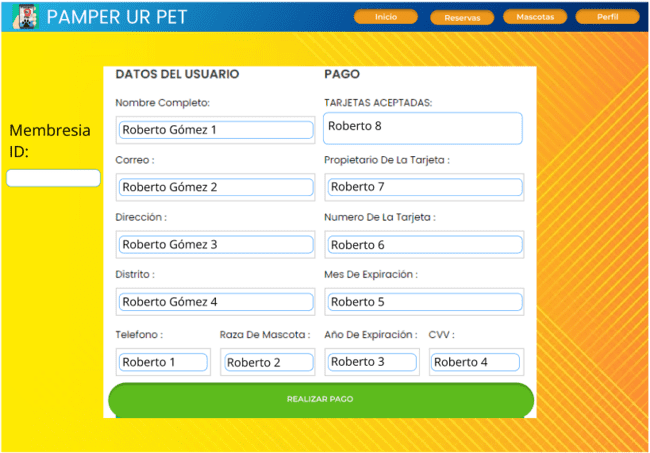 PAMPER UR PET
Inicio
Reservas
Mascotas
Perfil
Membresia
ID:
DATOS DEL USUARIO
Nombre Completo:
Roberto Gómez 1
Correo :
Roberto Gómez 2
Dirección :
Roberto Gómez 3
Distrito :
Roberto Gómez 4
Telefono :
Roberto 1
Raza De Mascota :
Roberto 2
PAGO
TARJETAS ACEPTADAS:
Roberto 8
Propietario De La Tarjeta :
Roberto 7
Numero De La Tarjeta :
Roberto 6
Mes De Expiración :
Roberto 5
Año De Expiración :
Roberto 3
CVV :
Roberto 4
REALIZAR PAGO